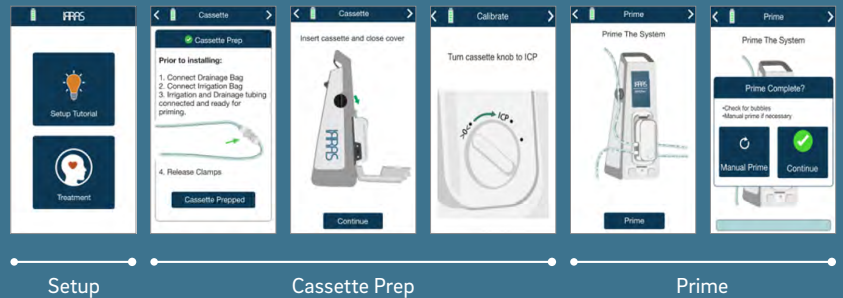 IRRAS
Setup Tutorial
Treatment
Cassette
Cassette Prep
Prior to installing:
1. Connect Drainage Bag
2. Connect Irrigation Bag
3. Irrigation and Drainage tubing
connected and ready for
priming.
4. Release Clamps
Cassette Prepped
Cassette
Insert cassette and close cover
IRRAS
Continue
Calibrate
Turn cassette knob to ICP
>0<
ICP
Prime
Prime The System
IRRAS
Prime
Prime
Prime The System
Prime Complete?
•Check for bubbles
•Manual prime if necessary
Manual Prime
Continue
Setup
Cassette Prep
Prime